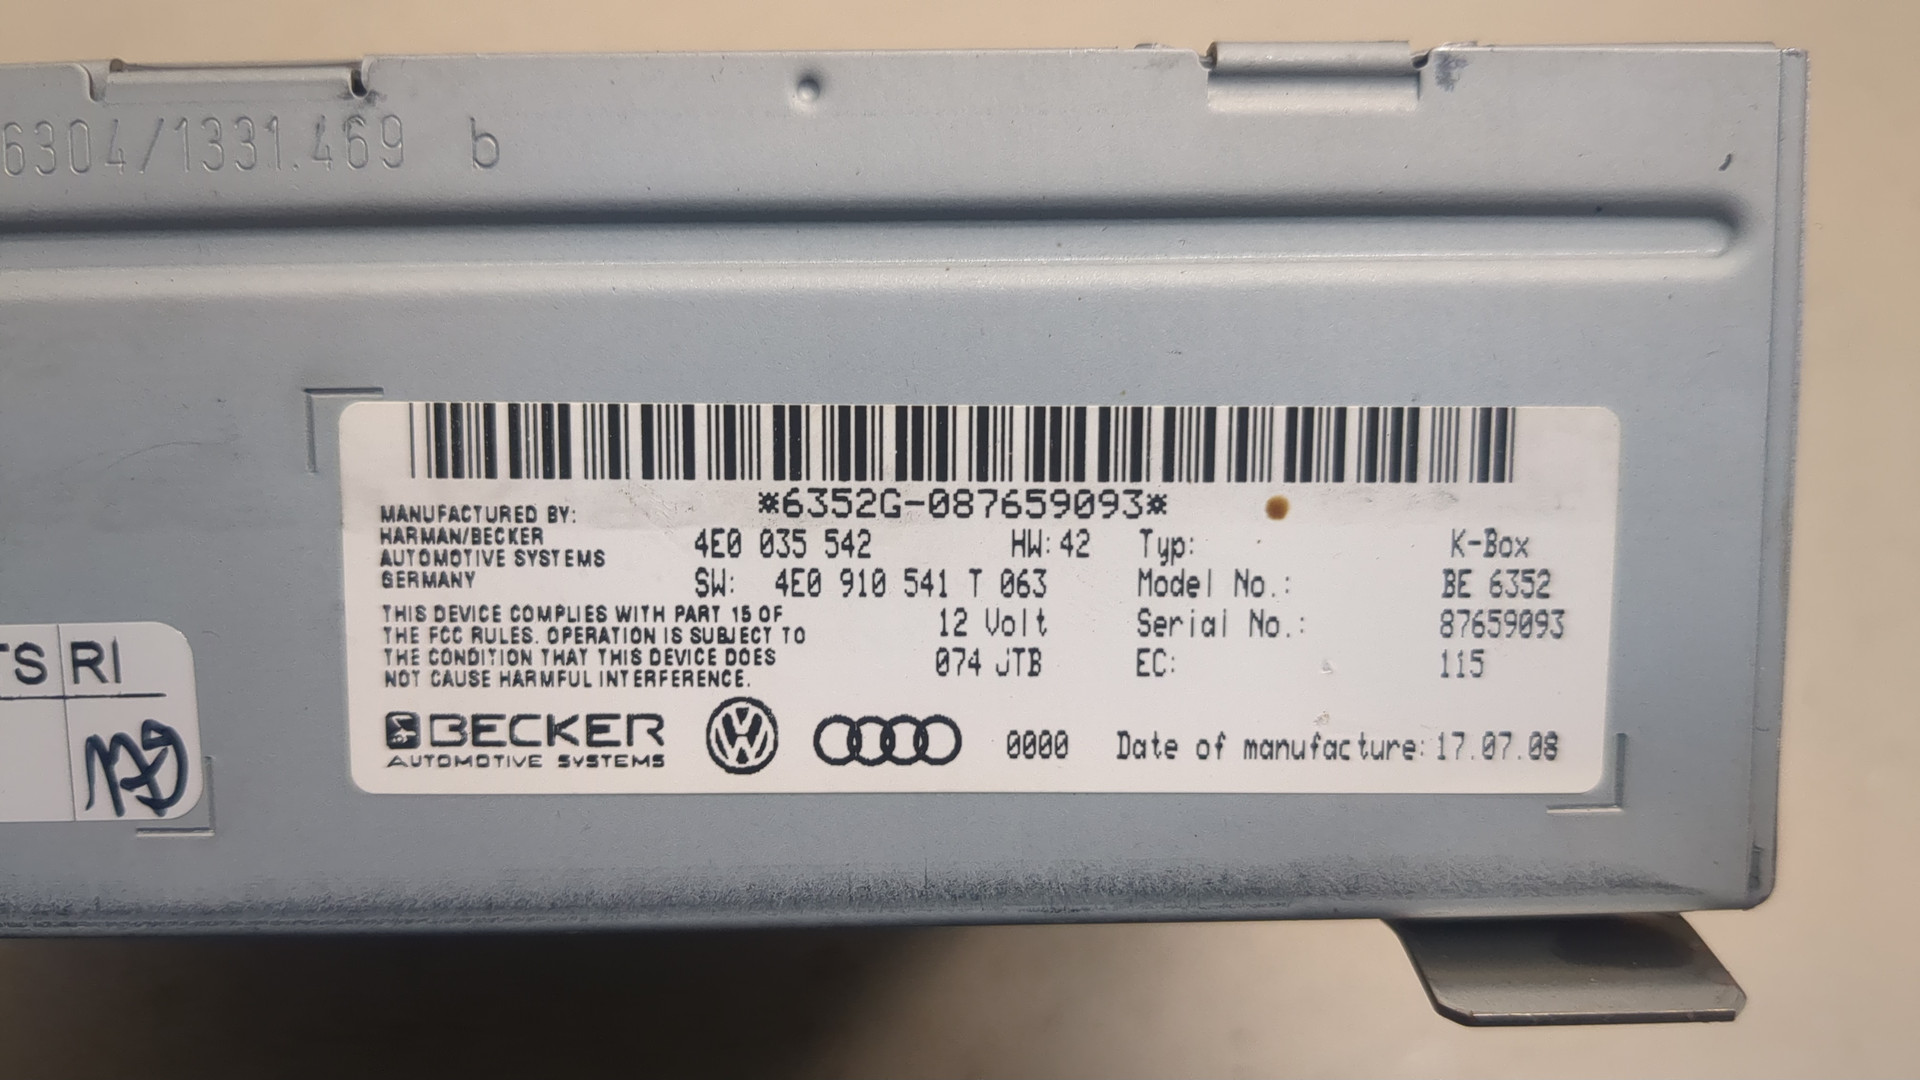 6304/1331.469 b
*6352G-087659093*
MANUFACTURED BY:
HARMAN/BECKER
AUTOMOTIVE SYSTEMS
GERMANY
4E0 035 542 HW: 42
SW: 4E0 910 541 T 063
12 Volt
074 JTB
Typ: K-Box
Model No.: BE 6352
Serial No.: 87659093
EC: 115
THIS DEVICE COMPLIES WITH PART 15 OF
THE FCC RULES. OPERATION IS SUBJECT TO
THE CONDITION THAT THIS DEVICE DOES
NOT CAUSE HARMFUL INTERFERENCE.
BECKER
AUTOMOTIVE SYSTEMS
0000 Date of manufacture: 17.07.08
TS RI